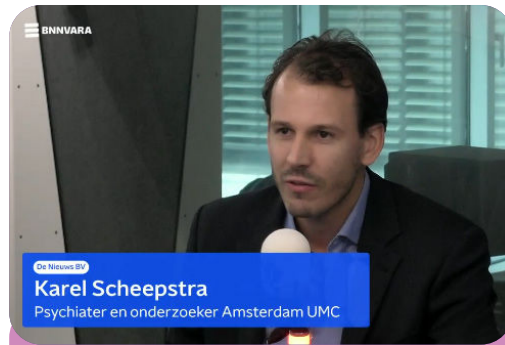 BNNVARA
De Nieuws BV
Karel Scheepstra
Psychiater en onderzoeker Amsterdam UMC